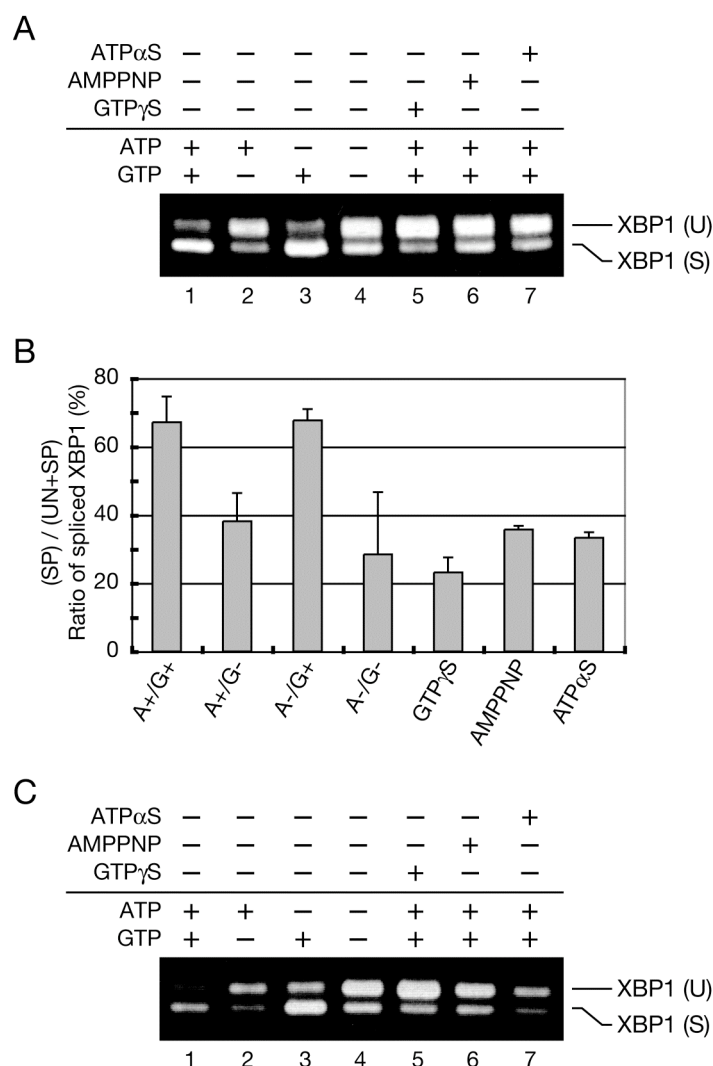 A
ATPαS – – – – – – +
AMPPNP – – – – – + –
GTPγS – – – – + – –
ATP + + – – + + +
GTP + – + – + + +
XBP1 (U)
XBP1 (S)
1 2 3 4 5 6 7
B
(SP) / (UN+SP)
Ratio of spliced XBP1 (%)
80
60
40
20
0
A+/G+
A+/G-
A-/G+
A-/G-
GTPγS
AMPPNP
ATPαS
C
ATPαS – – – – – – +
AMPPNP – – – – – + –
GTPγS – – – – + – –
ATP + + – – + + +
GTP + – + – + + +
XBP1 (U)
XBP1 (S)
1 2 3 4 5 6 7